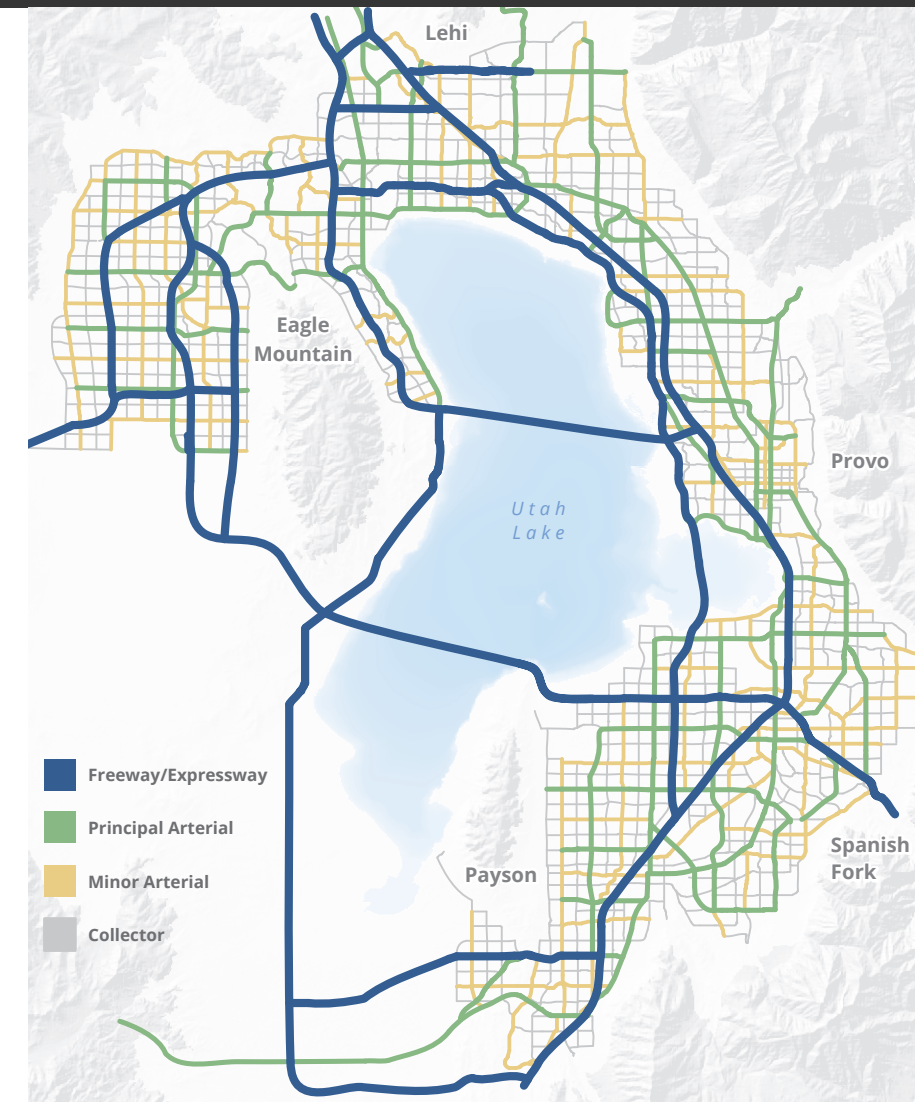 Lehi
Eagle
Mountain
Provo
Utah
Lake
Freeway/Expressway
Principal Arterial
Minor Arterial
Collector
Payson
Spanish
Fork